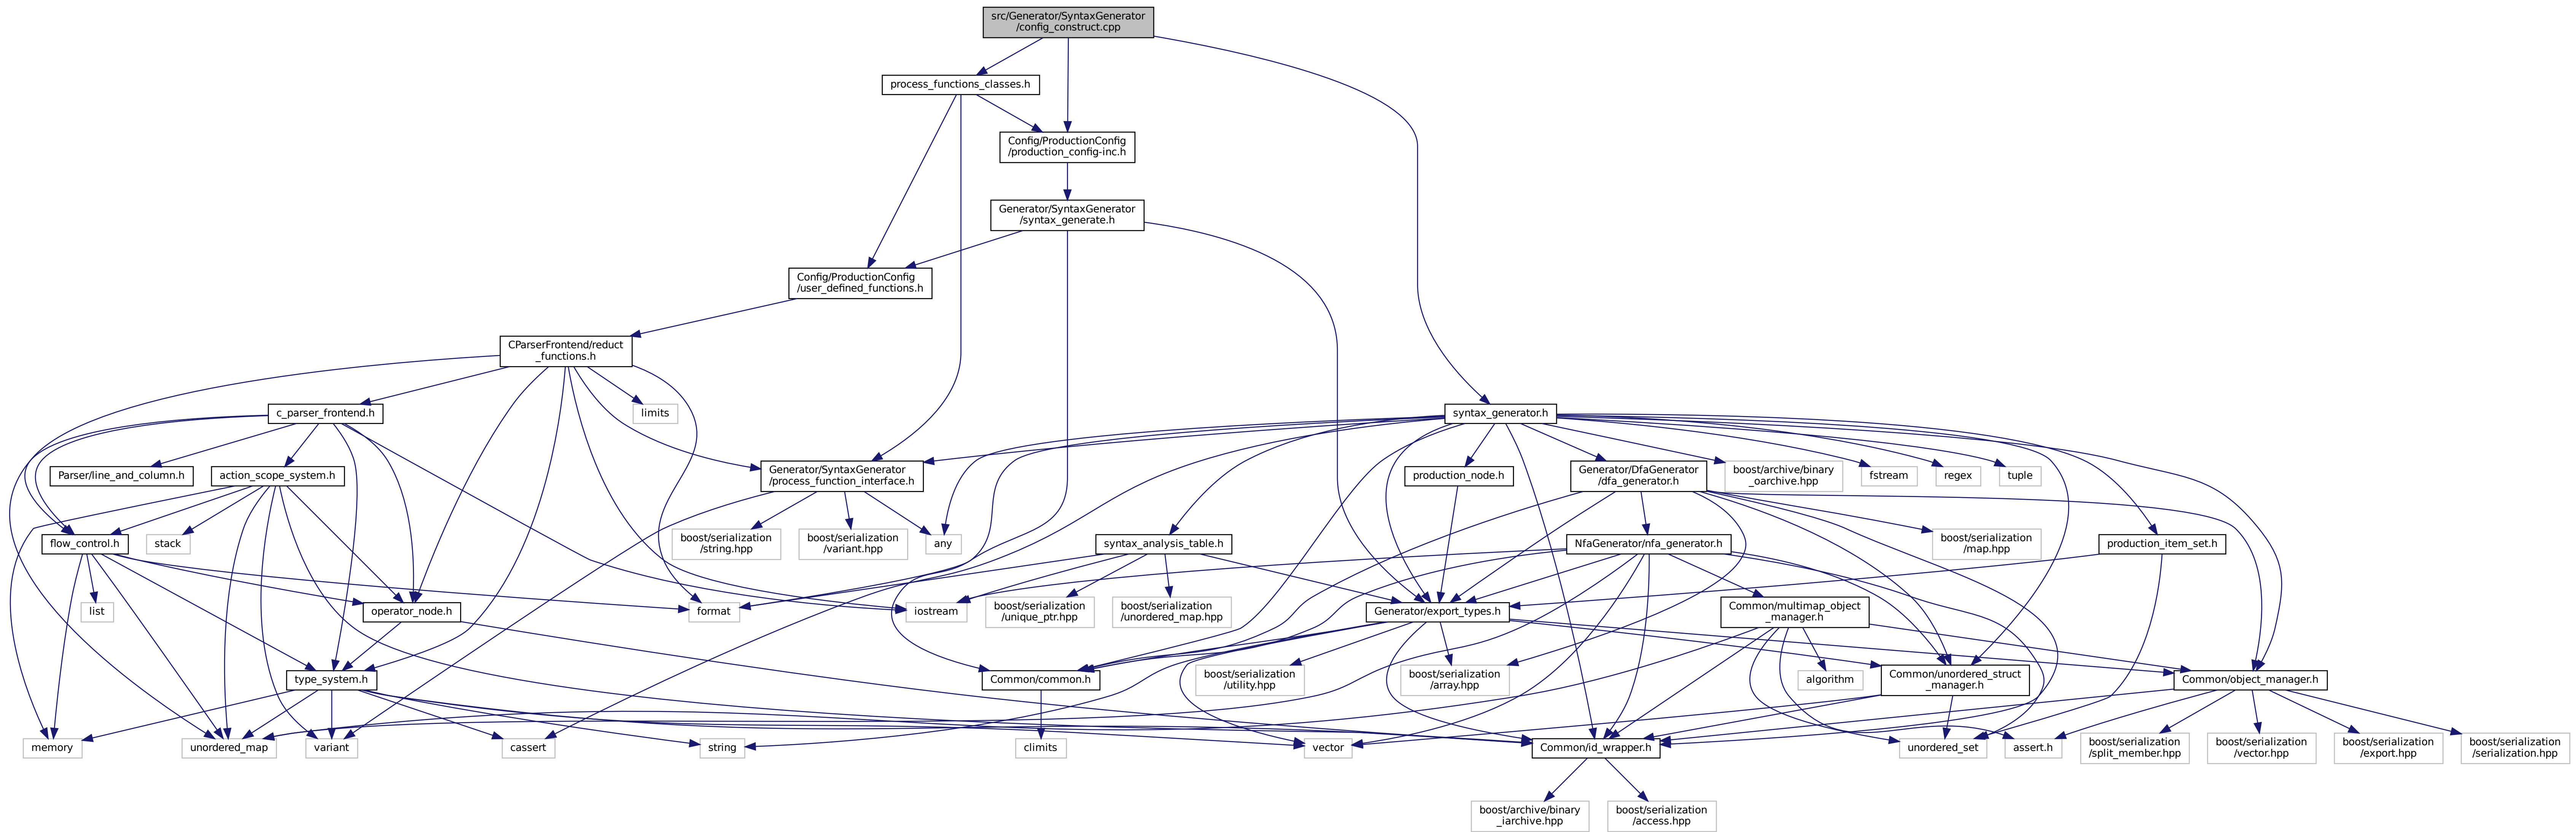 src/Generator/SyntaxGenerator
/config_construct.cpp
process_functions_classes.h
Config/ProductionConfig
/production_config-inc.h
Generator/SyntaxGenerator
/syntax_generate.h
Config/ProductionConfig
/user_defined_functions.h
CParserFrontend/reduct
_functions.h
c_parser_frontend.h
limits
syntax_generator.h
Parser/line_and_column.h
action_scope_system.h
Generator/SyntaxGenerator
/process_function_interface.h
production_node.h
Generator/DfaGenerator
/dfa_generator.h
boost/archive/binary
_oarchive.hpp
fstream
regex
tuple
flow_control.h
stack
boost/serialization
/string.hpp
boost/serialization
/variant.hpp
any
syntax_analysis_table.h
NfaGenerator/nfa_generator.h
boost/serialization
/map.hpp
production_item_set.h
list
operator_node.h
format
iostream
boost/serialization
/unique_ptr.hpp
boost/serialization
/unordered_map.hpp
Generator/export_types.h
Common/multimap_object
_manager.h
type_system.h
Common/common.h
boost/serialization
/utility.hpp
boost/serialization
/array.hpp
algorithm
Common/unordered_struct
_manager.h
Common/object_manager.h
memory
unordered_map
variant
cassert
string
climits
vector
Common/id_wrapper.h
unordered_set
assert.h
boost/serialization
/split_member.hpp
boost/serialization
/vector.hpp
boost/serialization
/export.hpp
boost/serialization
/serialization.hpp
boost/archive/binary
_iarchive.hpp
boost/serialization
/access.hpp